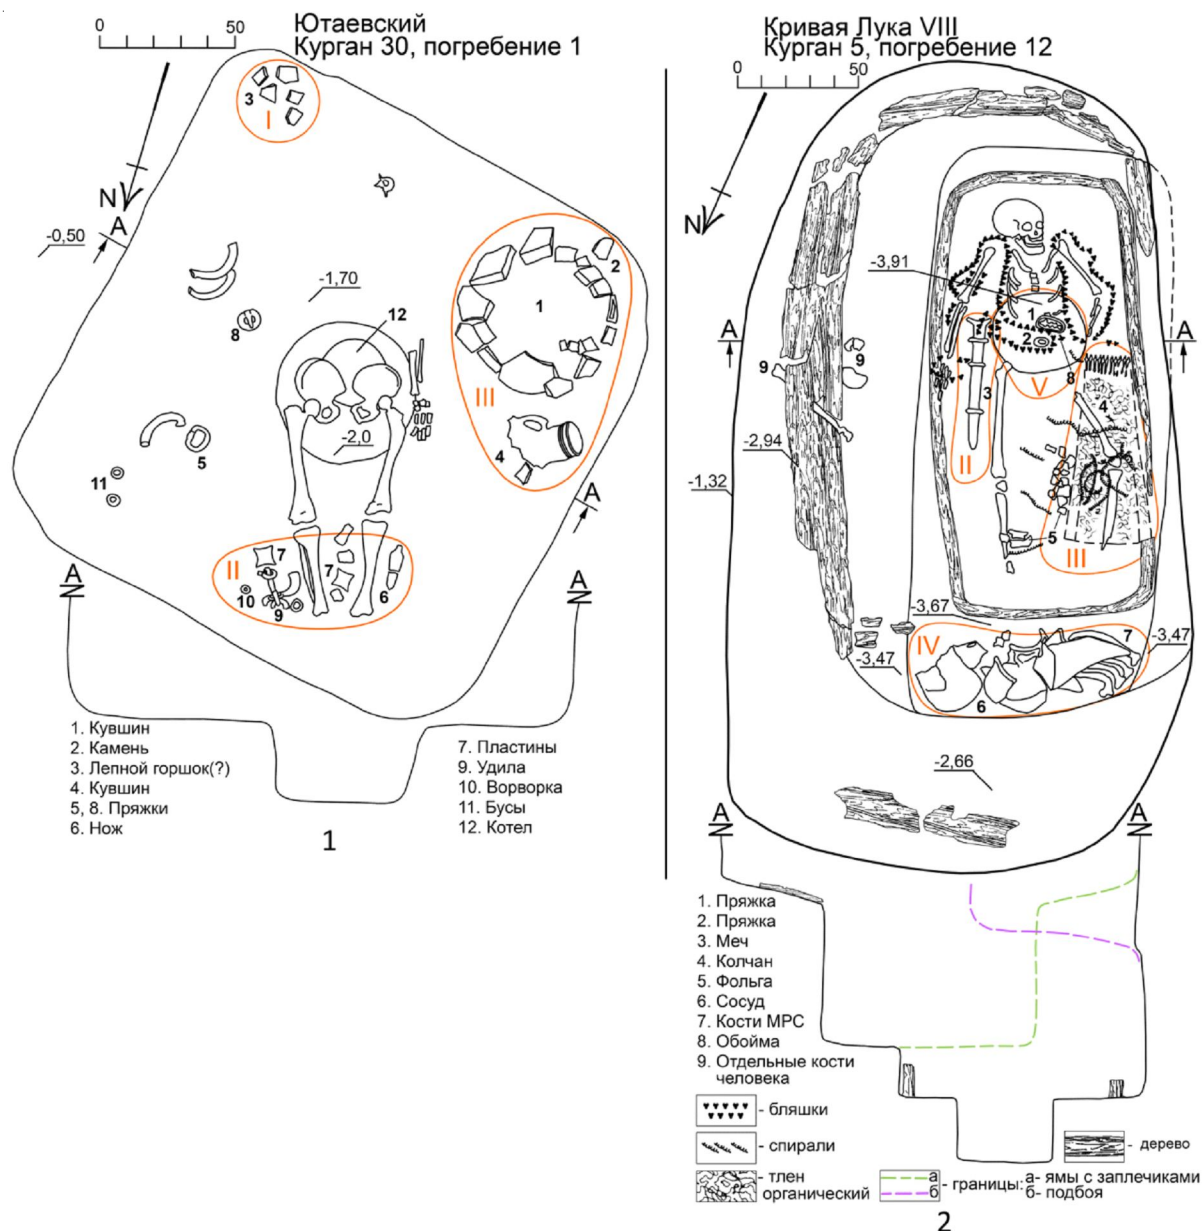 Ютаевский
Курган 30, погребение 1
0 50
N
A
-0,50
3
I
8
-1,70
12
2
1
III
4
-2,0
5
11
A
II
7
7
10
9
6
A
A
1. Кувшин
2. Камень
3. Лепной горшок(?)
4. Кувшин
5, 8. Пряжки
6. Нож
7. Пластины
9. Удила
10. Ворворка
11. Бусы
12. Котел
1
Кривая Лука VIII
Курган 5, погребение 12
0 50
N
-3,91
A
A
1
2
9
9
3
V
8
4
II
-2,94
-1,32
5
III
-3,67
IV
7
-3,47
-3,47
6
-2,66
A
A
1. Пряжка
2. Пряжка
3. Меч
4. Колчан
5. Фольга
6. Сосуд
7. Кости МРС
8. Обойма
9. Отдельные кости
человека
- бляшки
- спирали
- дерево
- тлен
органический
а
б
- границы: а- ямы с заплечиками
б- подбоя
2